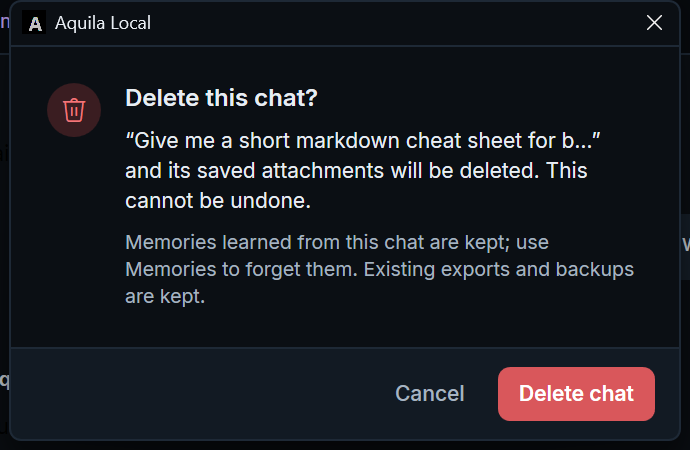 A Aquila Local
Delete this chat?
“Give me a short markdown cheat sheet for b...”
and its saved attachments will be deleted. This
cannot be undone.
Memories learned from this chat are kept; use
Memories to forget them. Existing exports and backups
are kept.
Cancel
Delete chat